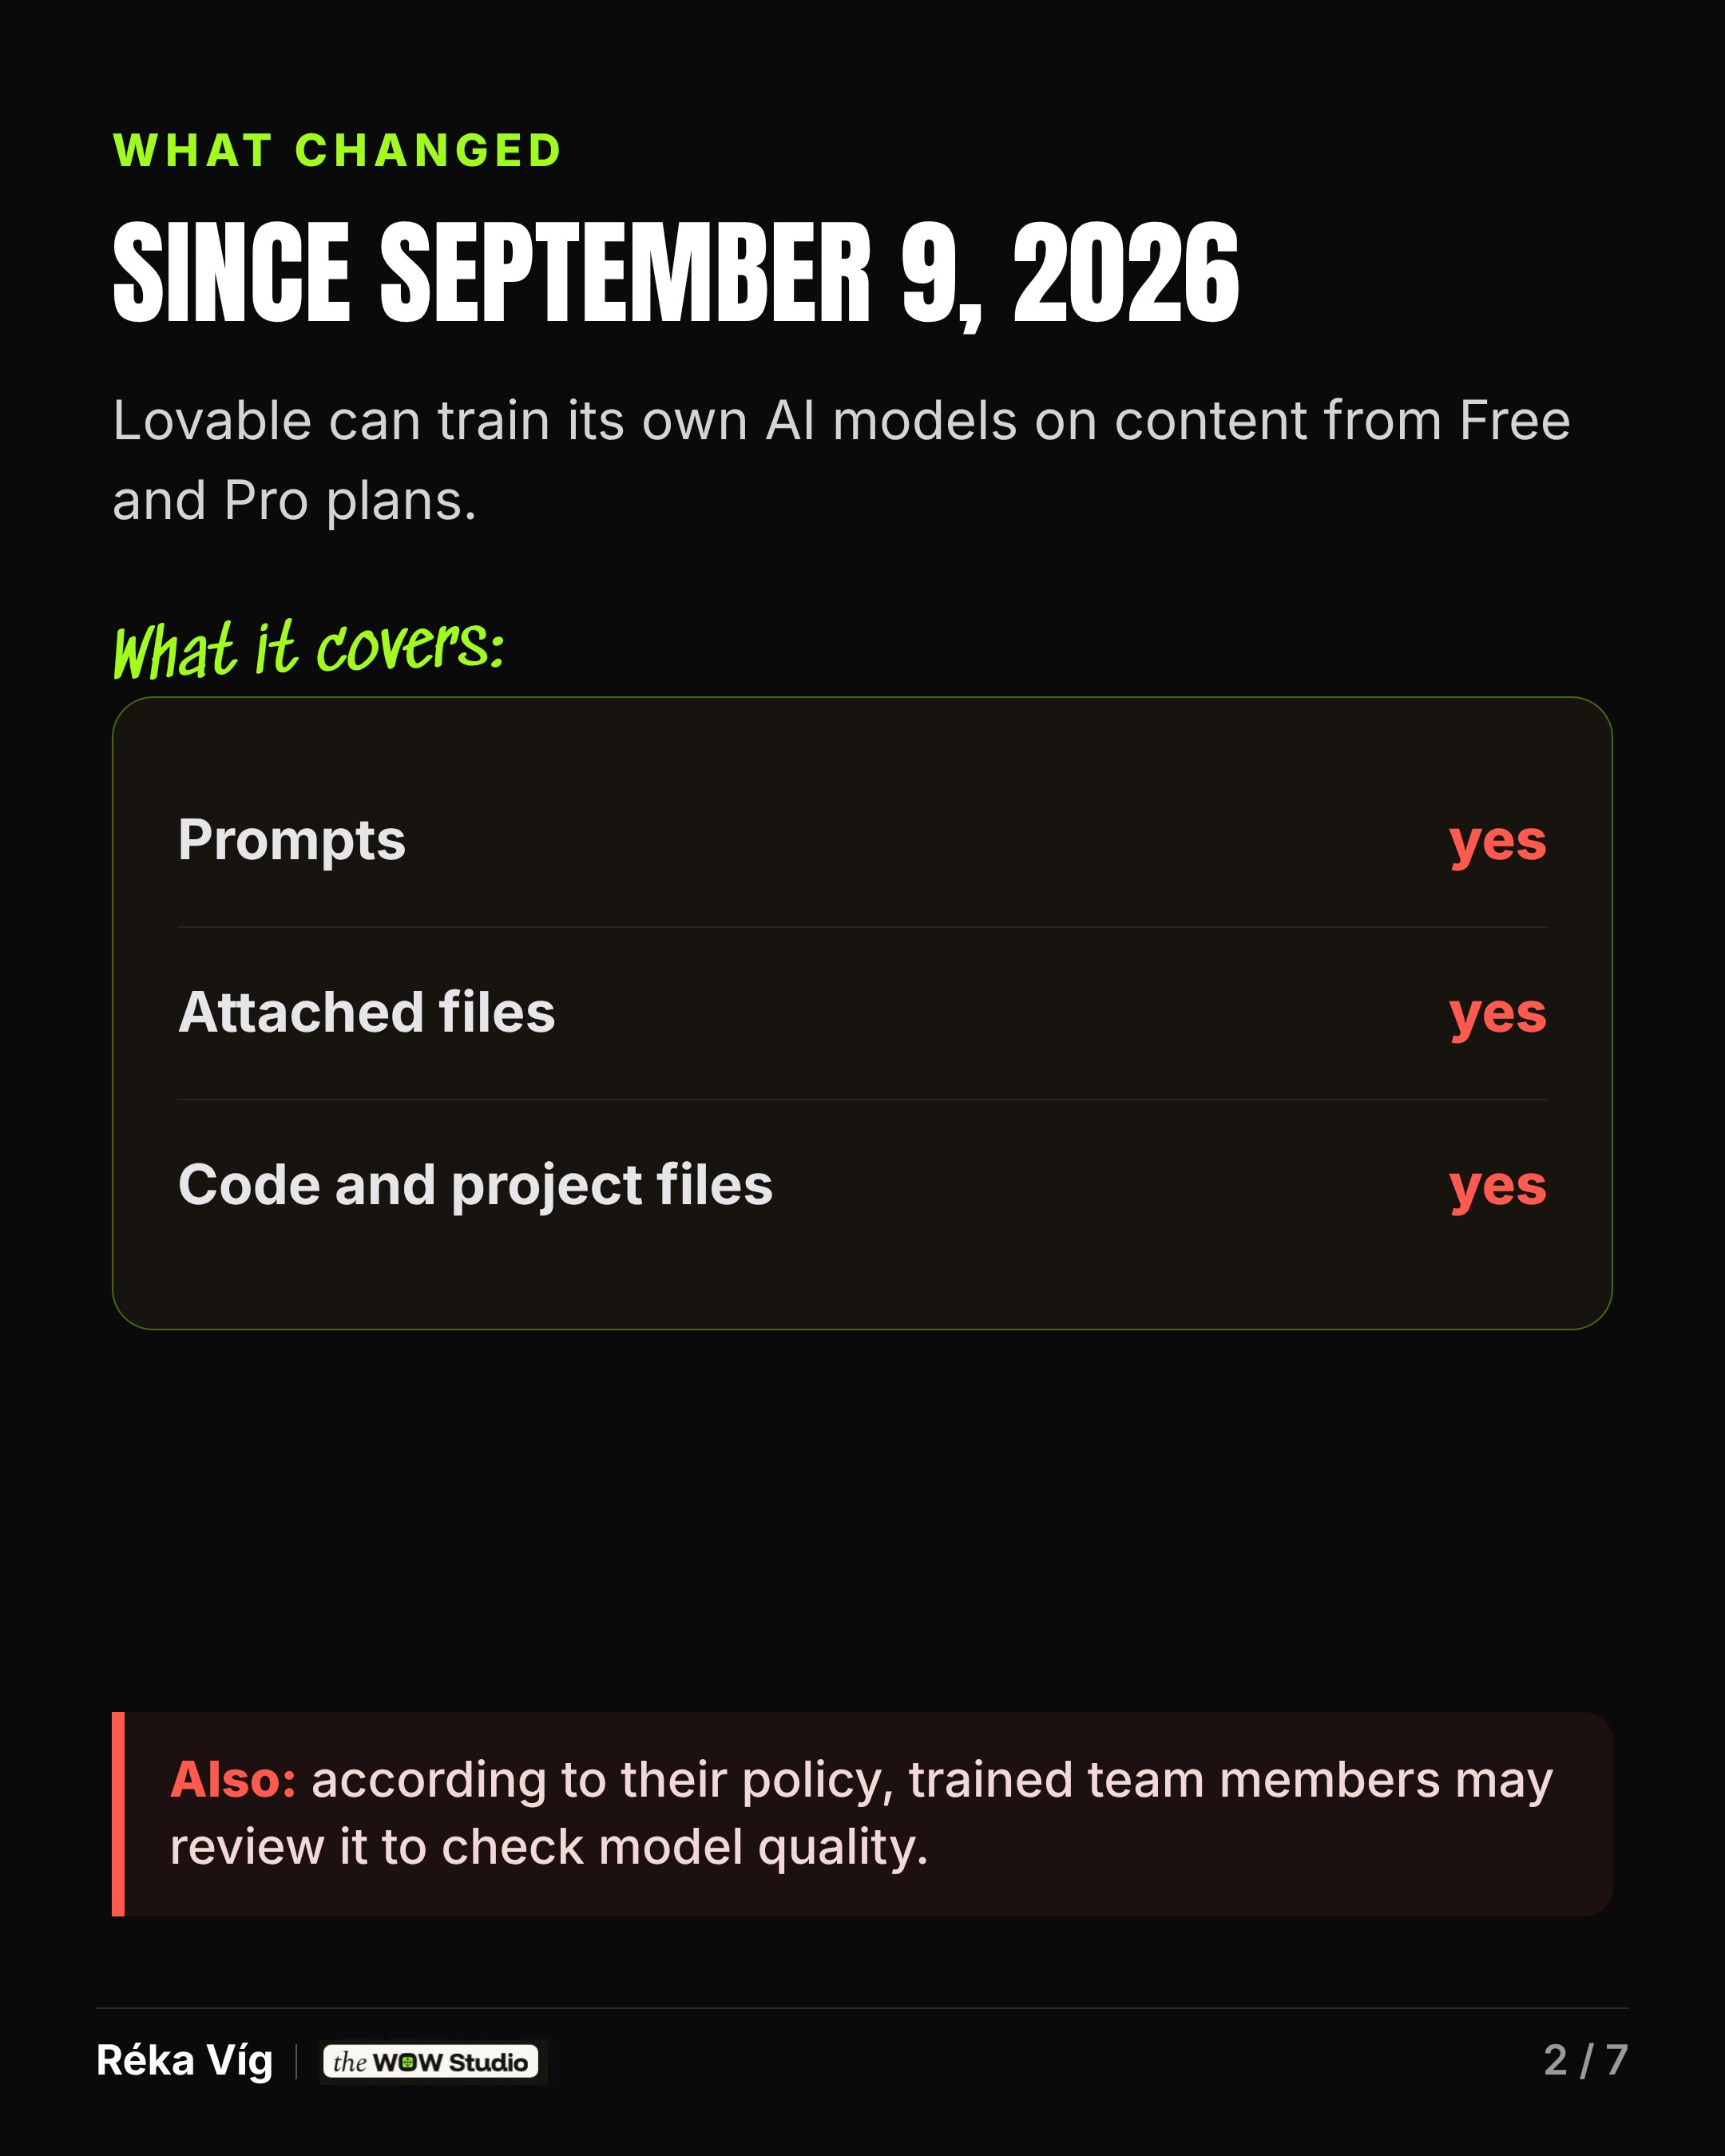 WHAT CHANGED
SINCE SEPTEMBER 9, 2026
Lovable can train its own AI models on content from Free
and Pro plans.
What it covers:
Prompts yes
Attached files yes
Code and project files yes
Also: according to their policy, trained team members may
review it to check model quality.
Réka Víg the WOW Studio 2 / 7